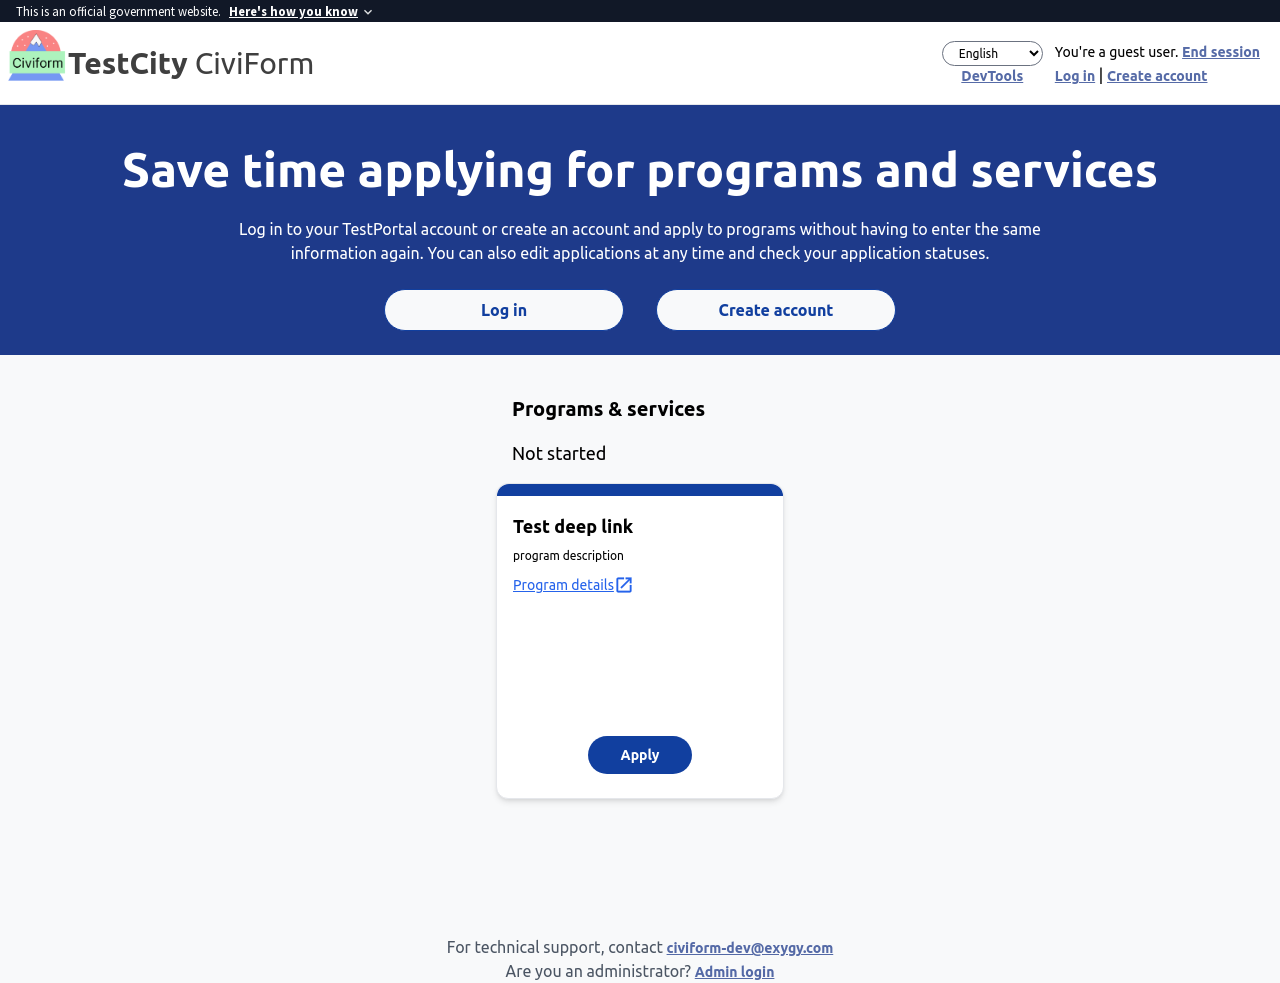 This is an official government website. Here's how you know
Civiform
TestCity CiviForm
English
You're a guest user. End session
DevTools
Log in | Create account
Save time applying for programs and services
Log in to your TestPortal account or create an account and apply to programs without having to enter the same
information again. You can also edit applications at any time and check your application statuses.
Log in
Create account
Programs & services
Not started
Test deep link
program description
Program details
Apply
For technical support, contact civiform-dev@exygy.com
Are you an administrator? Admin login